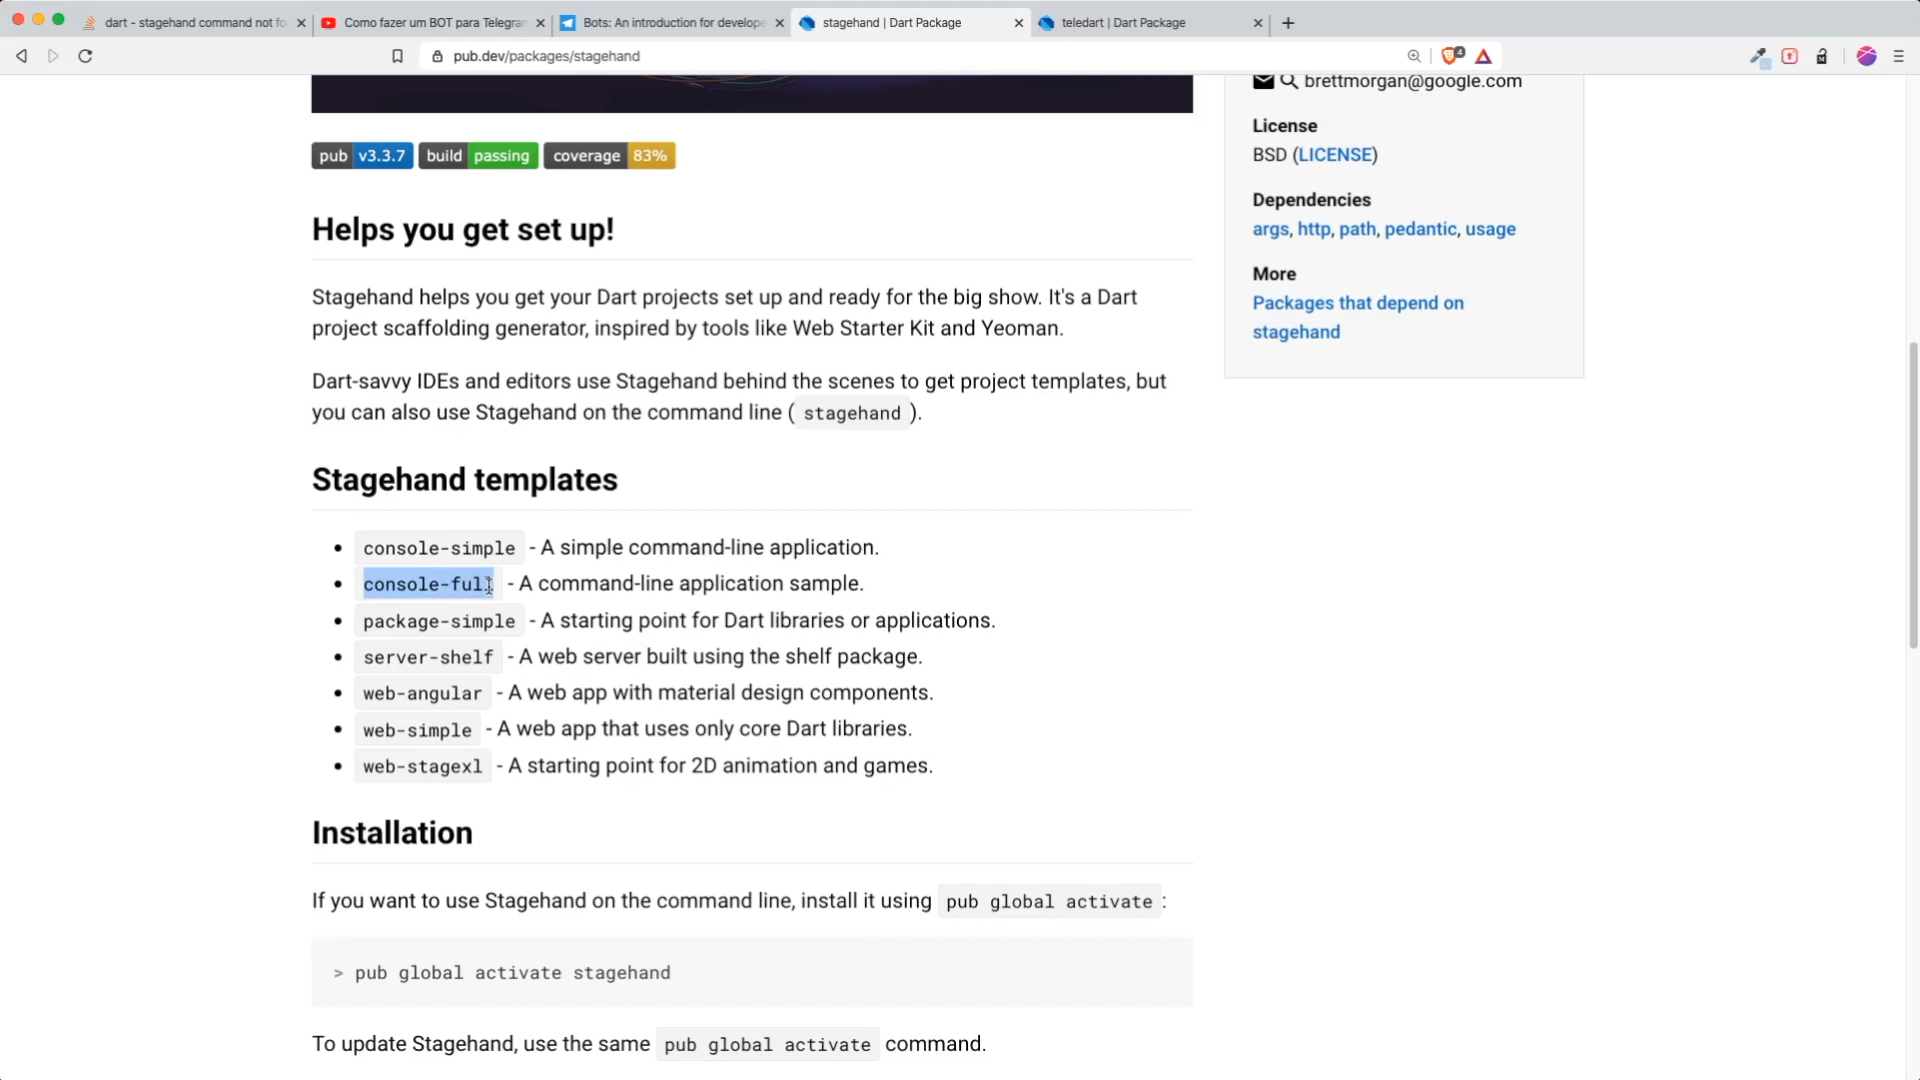 dart - stagehand command not fo
Como fazer um BOT para Telegram
Bots: An introduction for develope
stagehand | Dart Package
teledart | Dart Package
pub.dev/packages/stagehand
4
brettmorgan@google.com
License
BSD (LICENSE)
Dependencies
args, http, path, pedantic, usage
More
Packages that depend on
stagehand
pub v3.3.7 build passing coverage 83%
Helps you get set up!
Stagehand helps you get your Dart projects set up and ready for the big show. It's a Dart
project scaffolding generator, inspired by tools like Web Starter Kit and Yeoman.
Dart-savvy IDEs and editors use Stagehand behind the scenes to get project templates, but
you can also use Stagehand on the command line ( stagehand ).
Stagehand templates
• console-simple - A simple command-line application.
• console-full - A command-line application sample.
• package-simple - A starting point for Dart libraries or applications.
• server-shelf - A web server built using the shelf package.
• web-angular - A web app with material design components.
• web-simple - A web app that uses only core Dart libraries.
• web-stagexl - A starting point for 2D animation and games.
Installation
If you want to use Stagehand on the command line, install it using pub global activate :
> pub global activate stagehand
To update Stagehand, use the same pub global activate command.